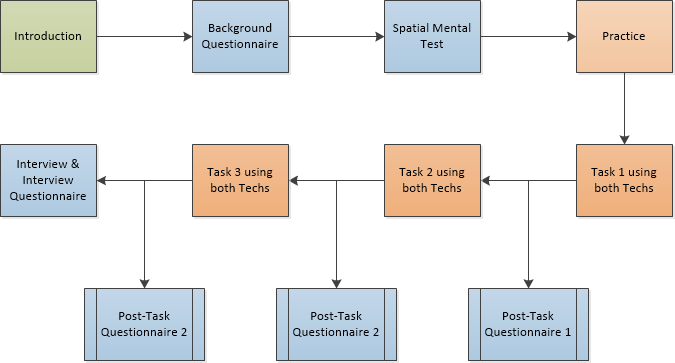 Introduction
Background
Questionnaire
Spatial Mental
Test
Practice
Interview &
Interview
Questionnaire
Task 3 using
both Techs
Task 2 using
both Techs
Task 1 using
both Techs
Post-Task
Questionnaire 2
Post-Task
Questionnaire 2
Post-Task
Questionnaire 1